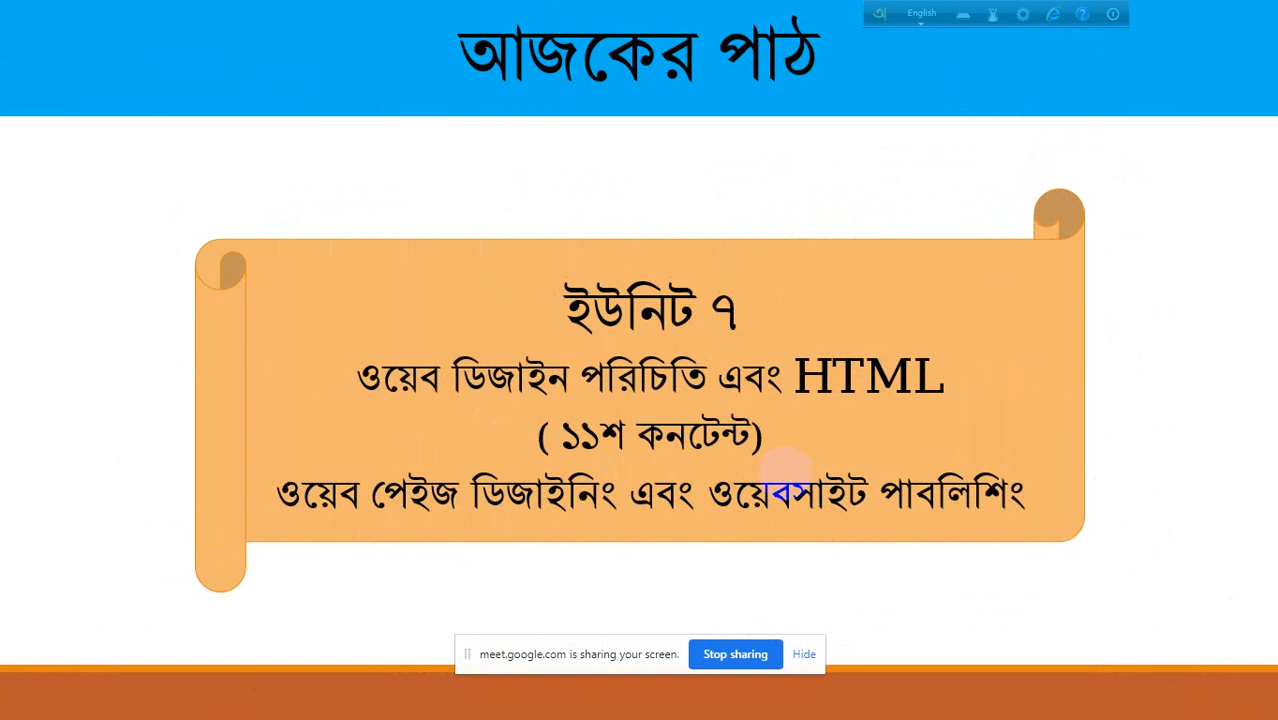 English
আজকের পাঠ
ইউনিট ৭
ওয়েব ডিজাইন পরিচিতি এবং HTML
( ১১শ কনটেন্ট)
ওয়েব পেইজ ডিজাইনিং এবং ওয়েবসাইট পাবলিশিং
meet.google.com is sharing your screen. Stop sharing Hide